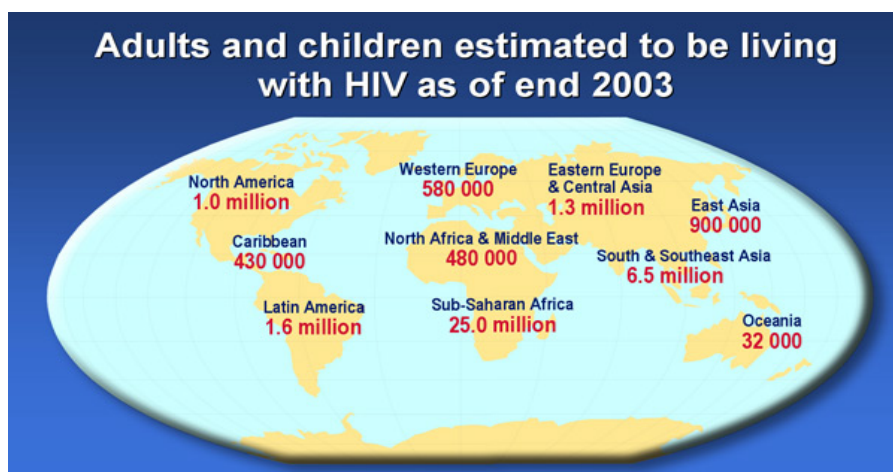 Adults and children estimated to be living
with HIV as of end 2003
North America
1.0 million
Western Europe
580 000
Eastern Europe
& Central Asia
1.3 million
East Asia
900 000
Caribbean
430 000
North Africa & Middle East
480 000
South & Southeast Asia
6.5 million
Latin America
1.6 million
Sub-Saharan Africa
25.0 million
Oceania
32 000